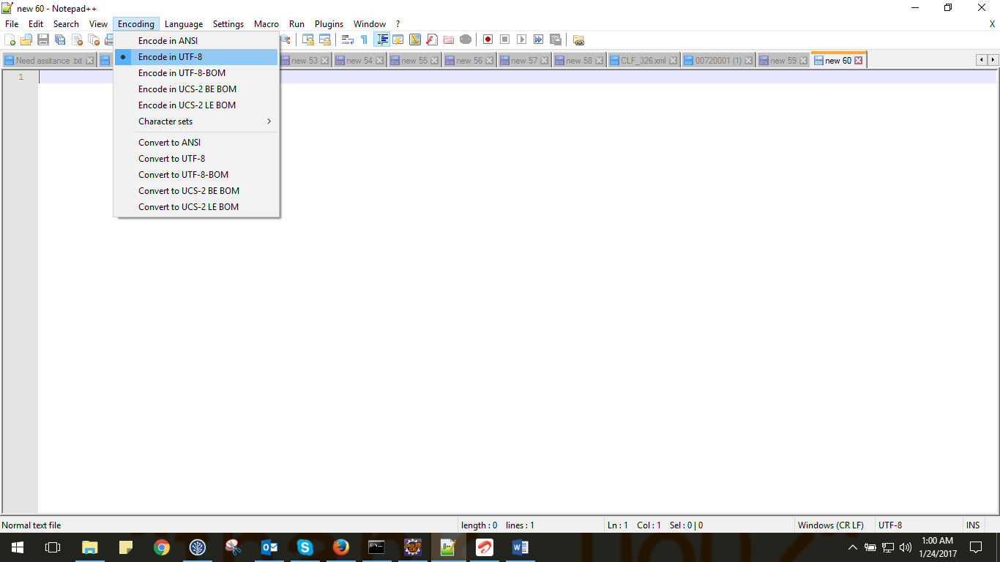 new 60 - Notepad++
File Edit Search View Encoding Language Settings Macro Run Plugins Window ? X
Need assitance .txt new 53 new 54 new 55 new 56 new 57 new 58 CLF_326.xml 00720001 (1) new 59 new 60
1
Encode in ANSI
Encode in UTF-8
Encode in UTF-8-BOM
Encode in UCS-2 BE BOM
Encode in UCS-2 LE BOM
Character sets
Convert to ANSI
Convert to UTF-8
Convert to UTF-8-BOM
Convert to UCS-2 BE BOM
Convert to UCS-2 LE BOM
Normal text file length : 0 lines : 1 Ln : 1 Col : 1 Sel : 0 | 0 Windows (CR LF) UTF-8 INS
1:00 AM
1/24/2017